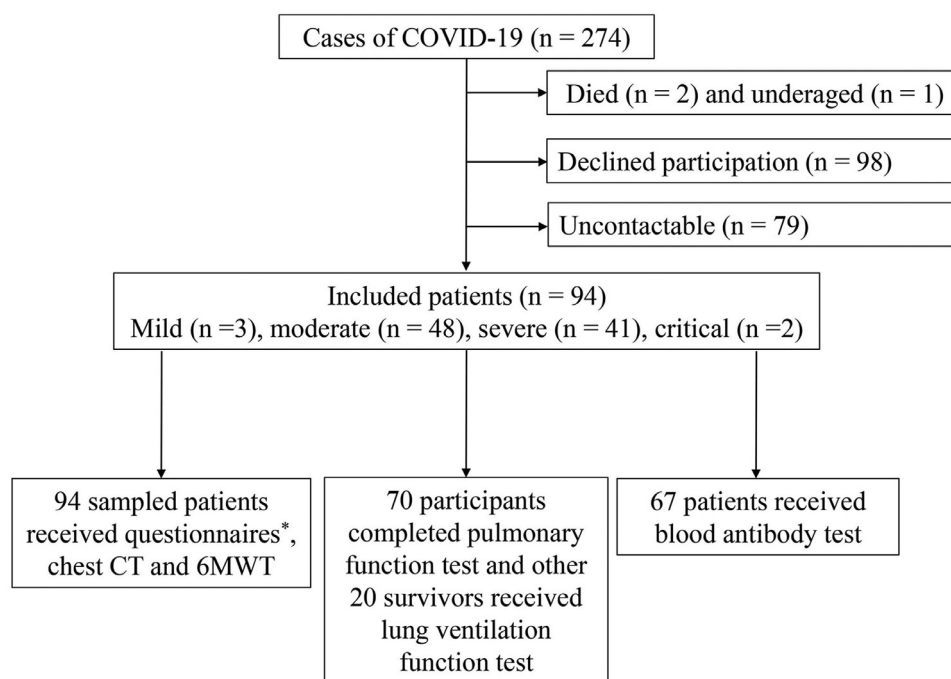 Cases of COVID-19 (n = 274)
Died (n = 2) and underaged (n = 1)
Declined participation (n = 98)
Uncontactable (n = 79)
Included patients (n = 94)
Mild (n =3), moderate (n = 48), severe (n = 41), critical (n =2)
94 sampled patients
received questionnaires*,
chest CT and 6MWT
70 participants
completed pulmonary
function test and other
20 survivors received
lung ventilation
function test
67 patients received
blood antibody test